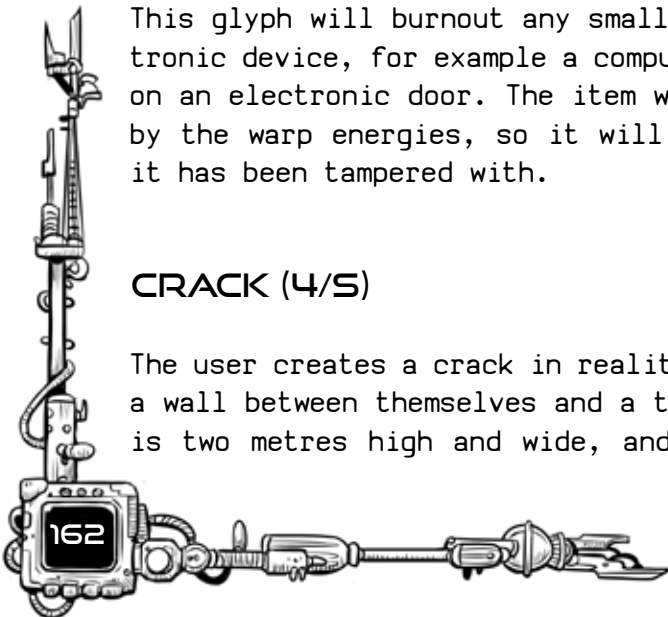 This glyph will burnout any small
tronic device, for example a compu
on an electronic door. The item w
by the warp energies, so it will
it has been tampered with.
CRACK (4/S)
The user creates a crack in realit
a wall between themselves and a t
is two metres high and wide, and
162